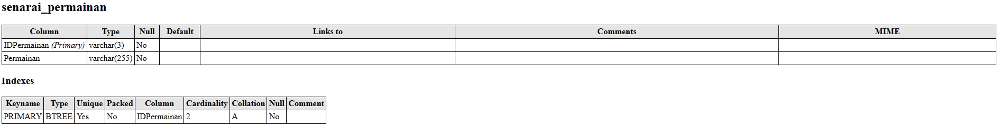 senarai_permainan
Column Type Null Default Links to Comments MIME
IDPermainan (Primary) varchar(3) No
Permainan varchar(255) No
Indexes
Keyname Type Unique Packed Column Cardinality Collation Null Comment
PRIMARY BTREE Yes No IDPermainan 2 A No